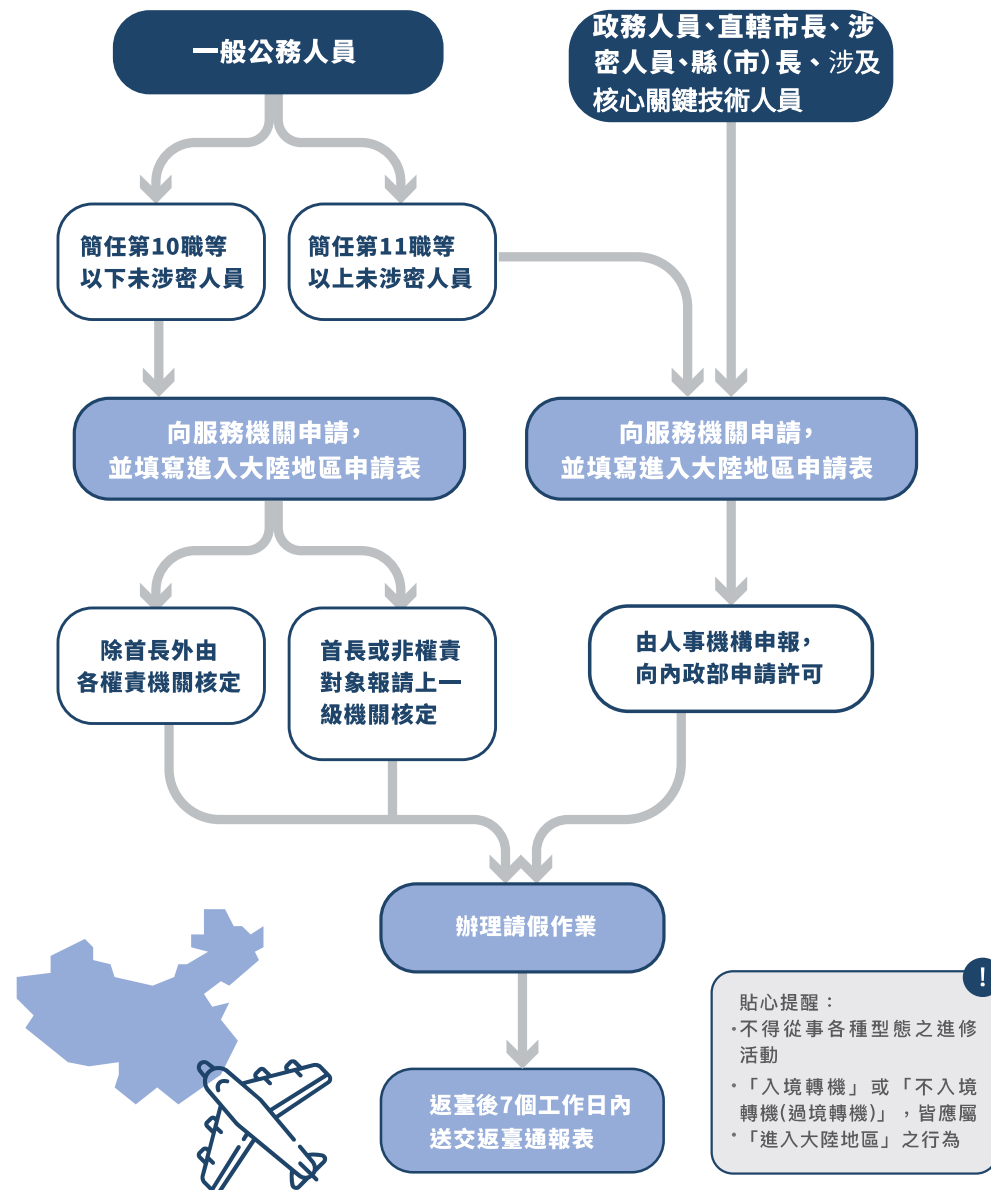 一般公務人員
政務人員、直轄市長、涉
密人員、縣(市)長、涉及
核心關鍵技術人員
簡任第10職等
以下未涉密人員
簡任第11職等
以上未涉密人員
向服務機關申請，
並填寫進入大陸地區申請表
向服務機關申請，
並填寫進入大陸地區申請表
除首長外由
各權責機關核定
首長或非權責
對象報請上一
級機關核定
由人事機構申報，
向內政部申請許可
辦理請假作業
返臺後7個工作日內
送交返臺通報表
!
貼心提醒：
·不得從事各種型態之進修
活動
·「入境轉機」或「不入境
轉機(過境轉機)」，皆應屬
·「進入大陸地區」之行為